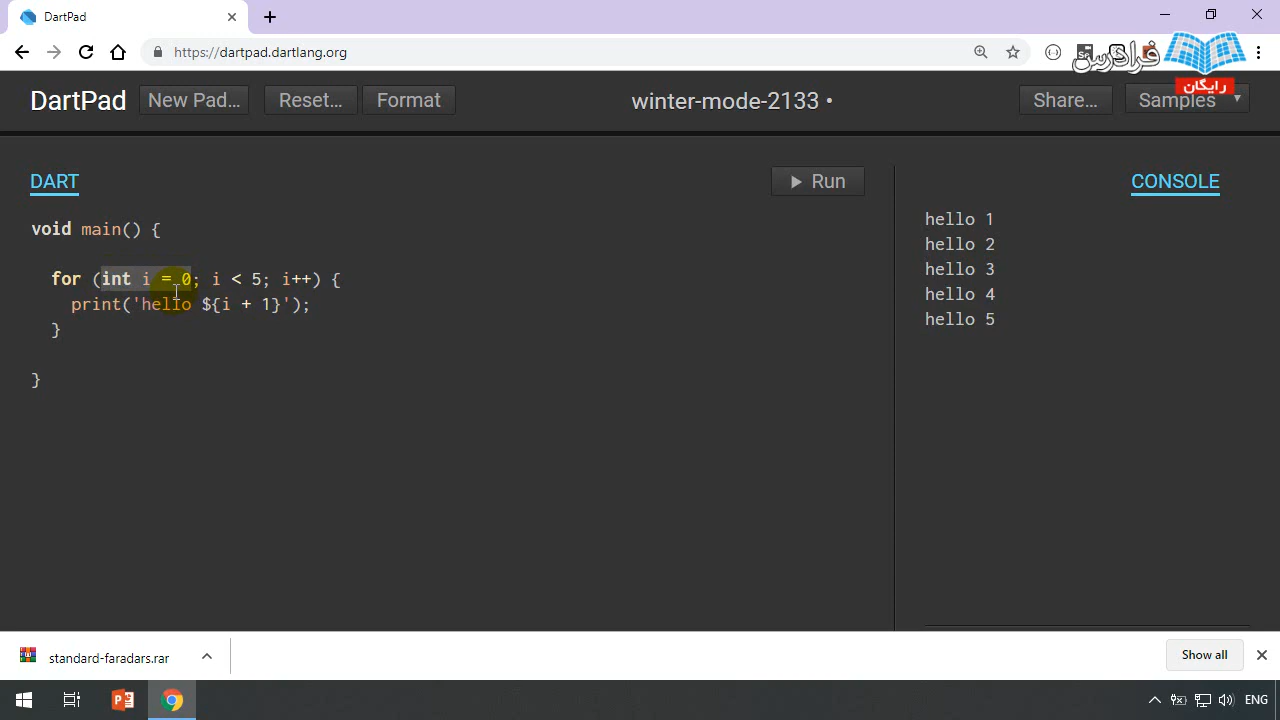 DartPad
https://dartpad.dartlang.org
فرادرس
رایگان
DartPad
New Pad...
Reset...
Format
winter-mode-2133 •
Share...
Samples
DART
Run
CONSOLE
void main() {
for (int i = 0; i < 5; i++) {
print('hello ${i + 1}');
}
}
hello 1
hello 2
hello 3
hello 4
hello 5
standard-faradars.rar
Show all
ENG